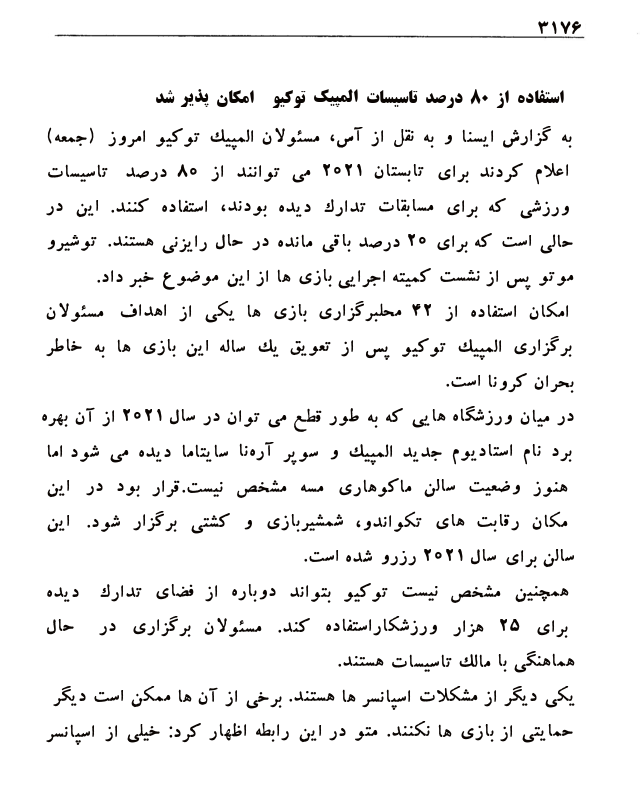 ۳۱۷۶
استفاده از ۸۰ درصد تاسیسات المپیک توکیو امکان پذیر شد
به گزارش ایسنا و به نقل از آس، مسئولان المپیك توکیو امروز (جمعه)
اعلام کردند برای تابستان ۲۰۲۱ می توانند از ۸۰ درصد تاسیسات
ورزشی که برای مسابقات تدارك دیده بودند، استفاده کنند. این در
حالی است که برای ۲۰ درصد باقی مانده در حال رایزنی هستند. توشیرو
موتو پس از نشست کمیته اجرایی بازی ها از این موضوع خبر داد.
امکان استفاده از ۴۲ محلبرگزاری بازی ها یکی از اهداف مسئولان
برگزاری المپیك توکیو پس از تعویق یك ساله این بازی ها به خاطر
بحران کرونا است.
در میان ورزشگاه هایی که به طور قطع می توان در سال ۲۰۲۱ از آن بهره
برد نام استادیوم جدید المپیك و سوپر آره‌نا سایتاما دیده می شود اما
هنوز وضعیت سالن ماکوهاری مسه مشخص نیست.قرار بود در این
مکان رقابت های تکواندو، شمشیربازی و کشتی برگزار شود. این
سالن برای سال ۲۰۲۱ رزرو شده است.
همچنین مشخص نیست توکیو بتواند دوباره از فضای تدارك دیده
برای ۲۵ هزار ورزشکاراستفاده کند. مسئولان برگزاری در حال
هماهنگی با مالك تاسیسات هستند.
یکی دیگر از مشکلات اسپانسر ها هستند. برخی از آن ها ممکن است دیگر
حمایتی از بازی ها نکنند. متو در این رابطه اظهار کرد: خیلی از اسپانسر